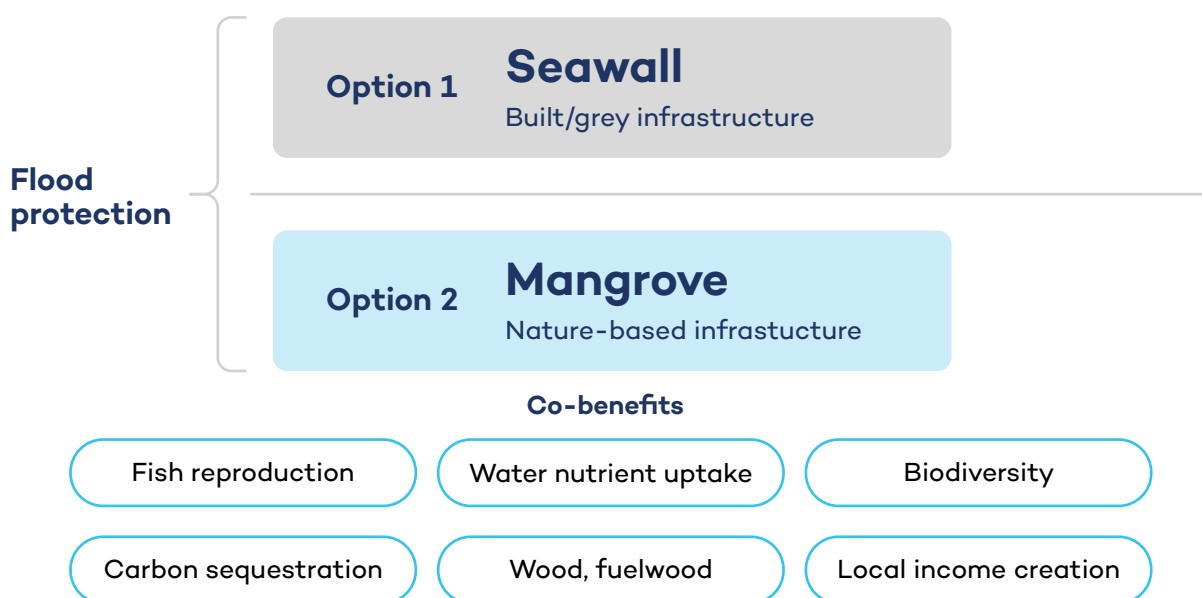 Flood
protection
Option 1
Seawall
Built/grey infrastructure
Option 2
Mangrove
Nature-based infrastucture
Co-benefits
Fish reproduction
Water nutrient uptake
Biodiversity
Carbon sequestration
Wood, fuelwood
Local income creation